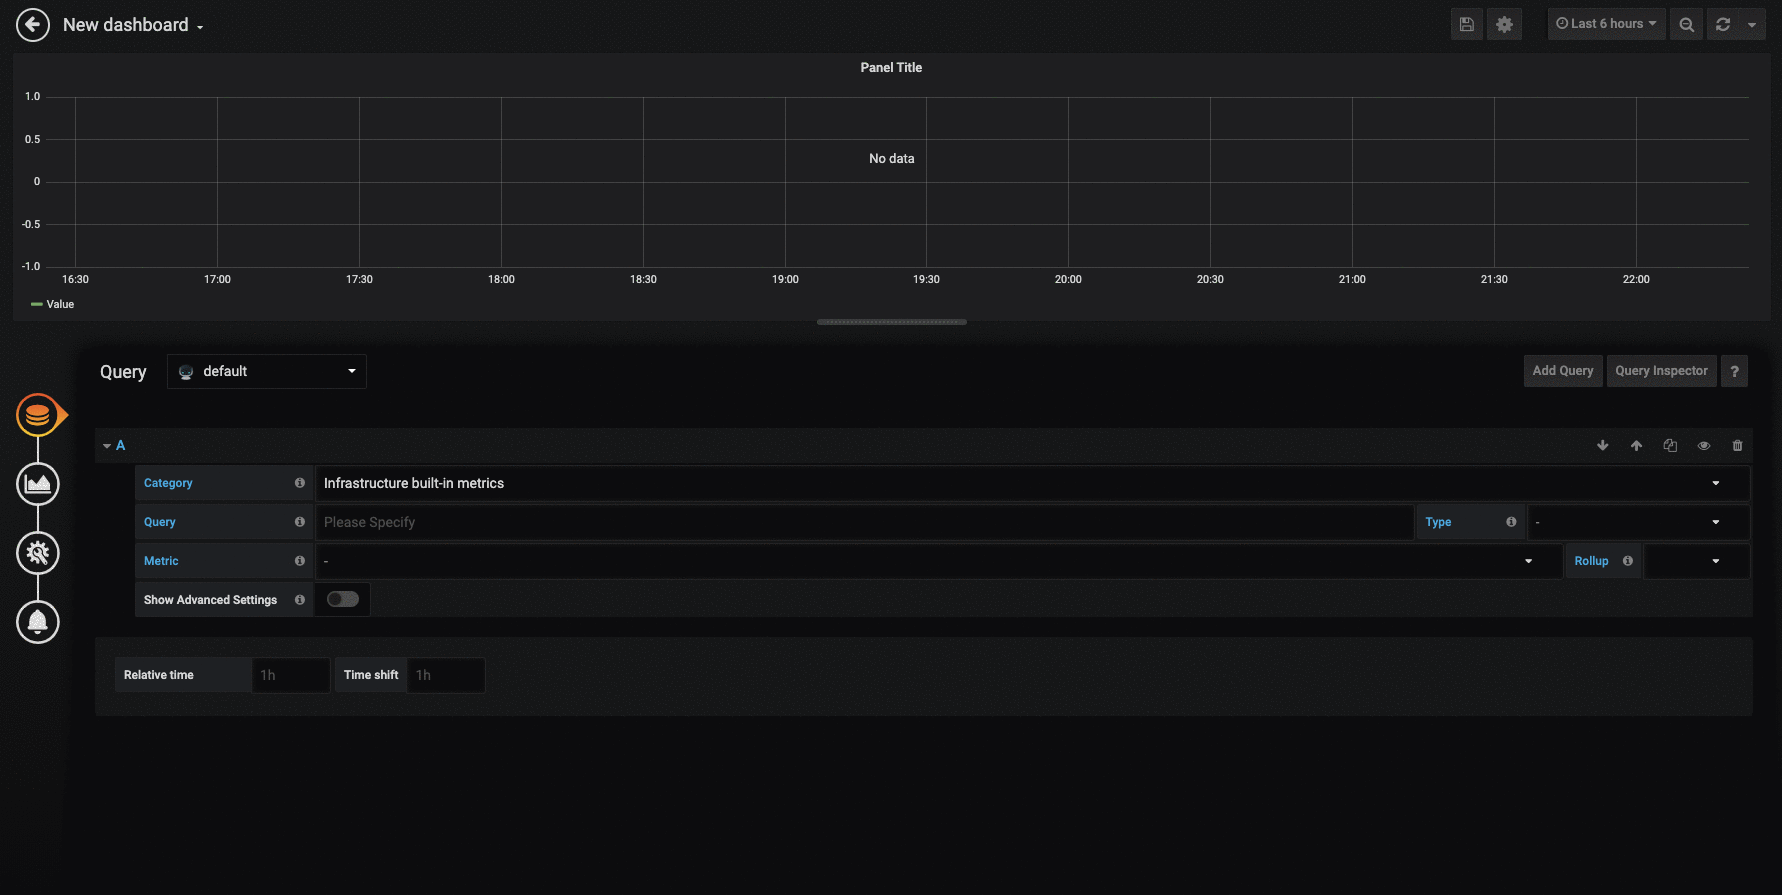 New dashboard
Last 6 hours
Panel Title
1.0
0.5
No data
0
-0.5
-1.0
16:30 17:00 17:30 18:00 18:30 19:00 19:30 20:00 20:30 21:00 21:30 22:00
Value
Query default Add Query Query Inspector ?
A
Category Infrastructure built-in metrics
Query Please Specify Type -
Metric - Rollup
Show Advanced Settings
Relative time 1h Time shift 1h